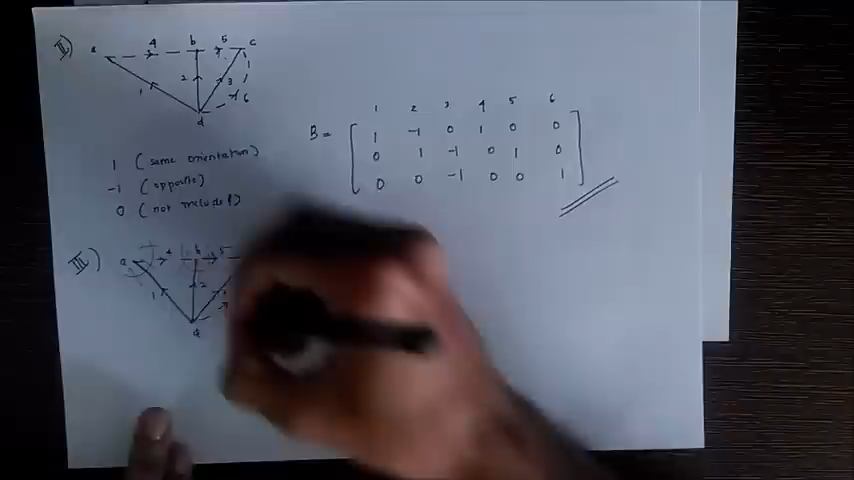 II)
a 4 b 5 c
1 2 3 6
d
1 (same orientation)
-1 (opposite)
0 (not included)
1 2 3 4 5 6
B =
1 -1 0 1 0 0
0 1 -1 0 1 0
0 0 -1 0 0 1
III)
a 4 b 5
1 2
d